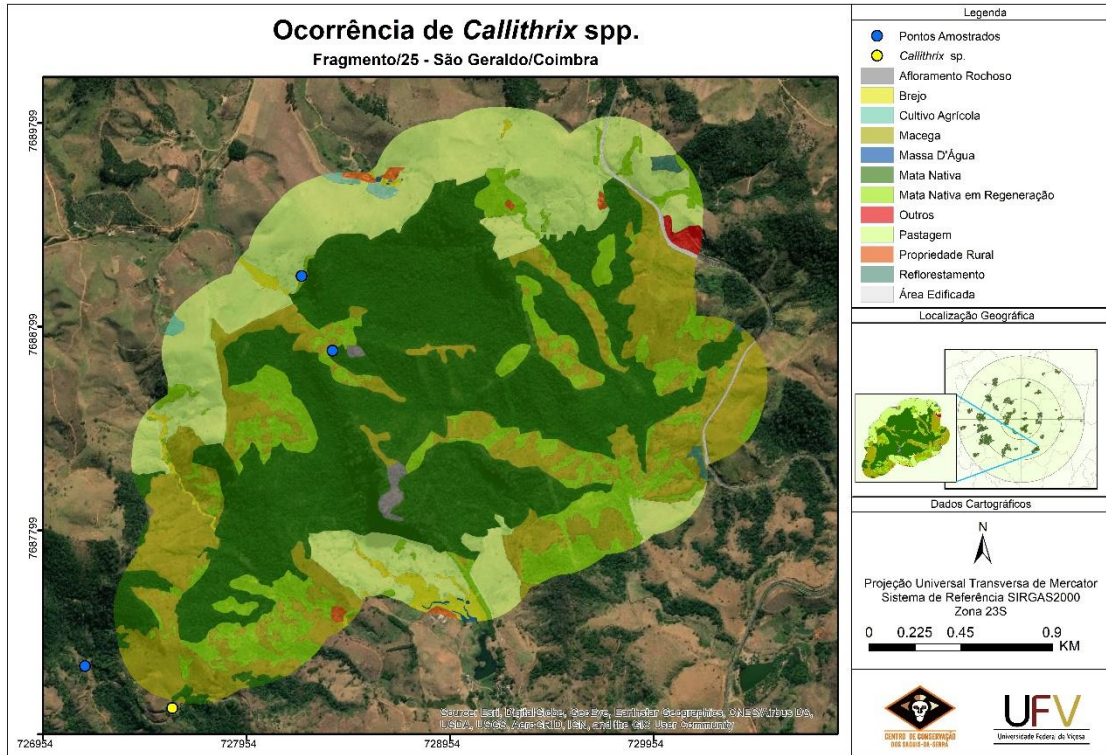 Ocorrência de Callithrix spp.
Fragmento/25 - São Geraldo/Coimbra
7689799
7688799
7687799
7269954
7279954
7289954
7299954
Source: Esri, DigitalGlobe, GeoEye, Earthstar Geographics, CNES/Airbus DS,
USDA, USGS, AeroGRID, IGN, and the GIS User Community
Legenda
Pontos Amostrados
Callithrix sp.
Afloramento Rochoso
Brejo
Cultivo Agrícola
Macega
Massa D'Água
Mata Nativa
Mata Nativa em Regeneração
Outros
Pastagem
Propriedade Rural
Reflorestamento
Área Edificada
Localização Geográfica
Dados Cartográficos
N
Projeção Universal Transversa de Mercator
Sistema de Referência SIRGAS2000
Zona 23S
0 0.225 0.45 0.9
KM
CENTRO DE CONSERVAÇÃO
DOS SAGUIS-DA-SERRA
UFV
Universidade Federal de Viçosa